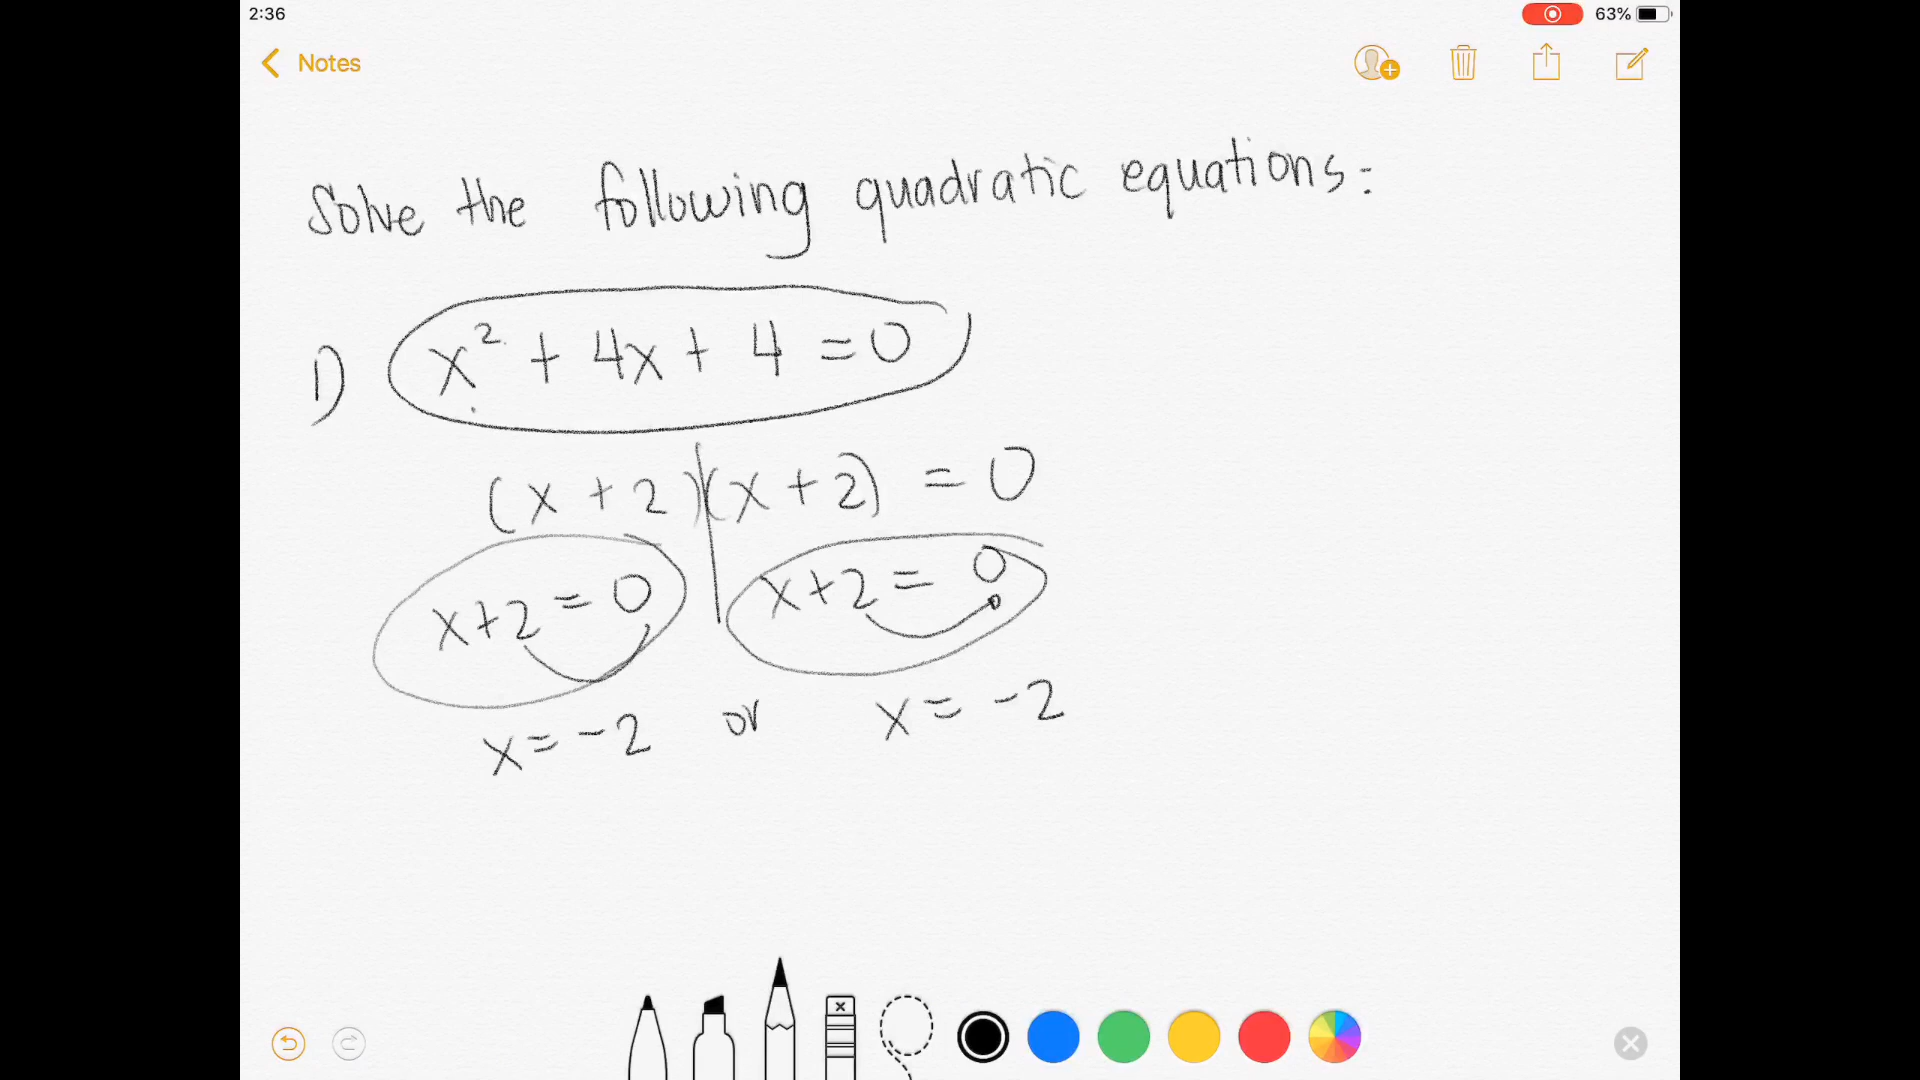 2:36
63%
Notes
Solve the following quadratic equations:
1) x² + 4x + 4 = 0
(x + 2)(x + 2) = 0
x+2 = 0 x+2 = 0
x = -2 or x = -2